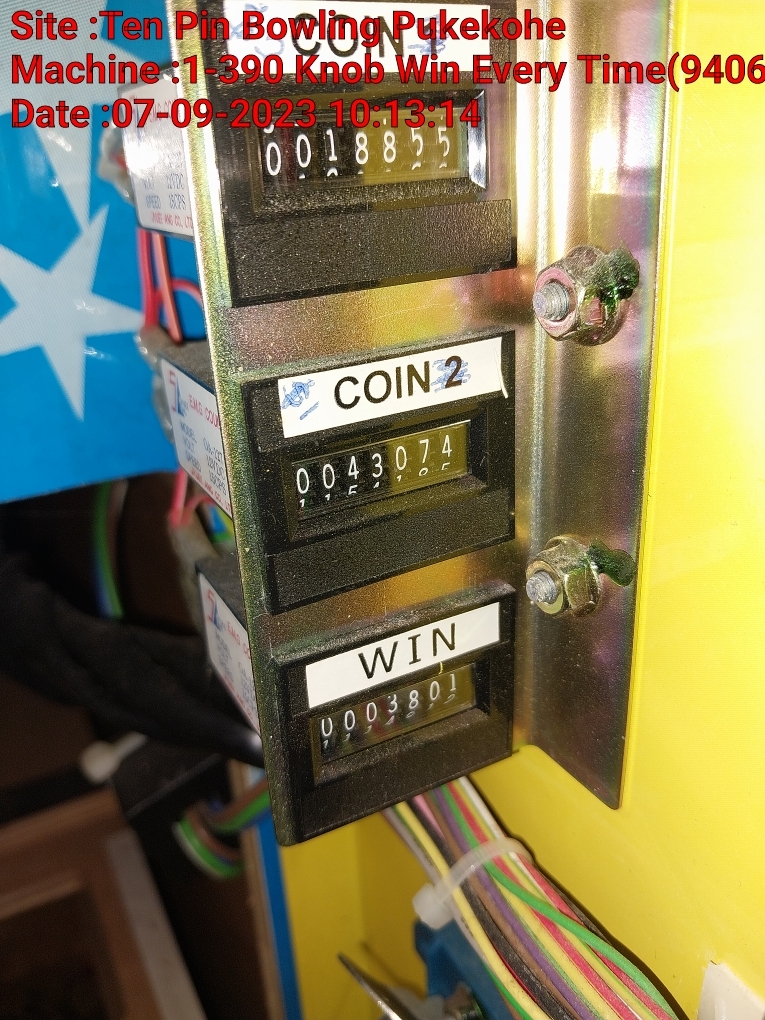 Site :Ten Pin Bowling Pukekohe
Machine :1-390 Knob Win Every Time(9406
Date :07-09-2023 10:13:14
COIN 1
0018855
COIN 2
0043074
WIN
0003801